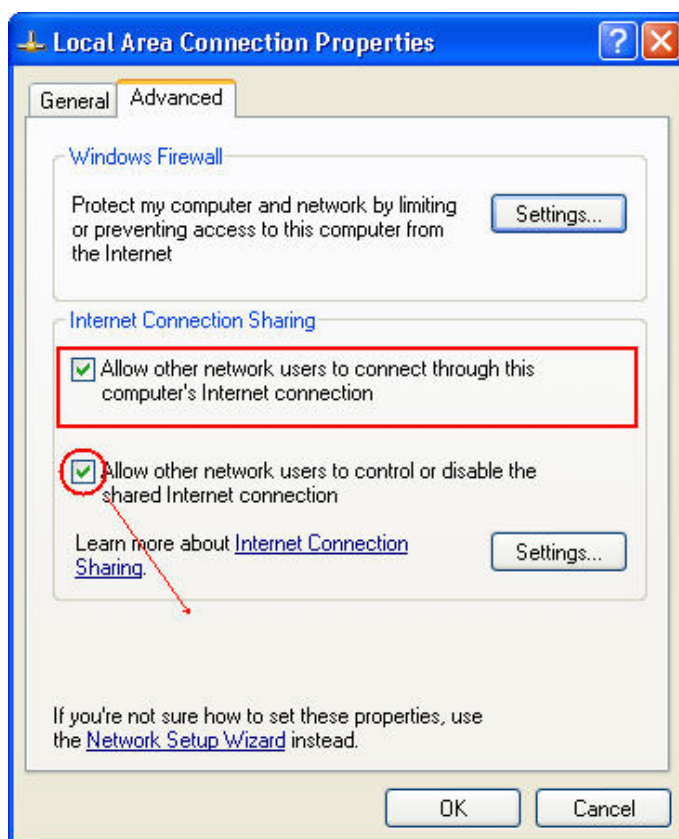 Local Area Connection Properties
General
Advanced
Windows Firewall
Protect my computer and network by limiting
or preventing access to this computer from
the Internet
Settings...
Internet Connection Sharing
Allow other network users to connect through this
computer's Internet connection
Allow other network users to control or disable the
shared Internet connection
Learn more about Internet Connection
Sharing.
Settings...
If you're not sure how to set these properties, use
the Network Setup Wizard instead.
OK
Cancel